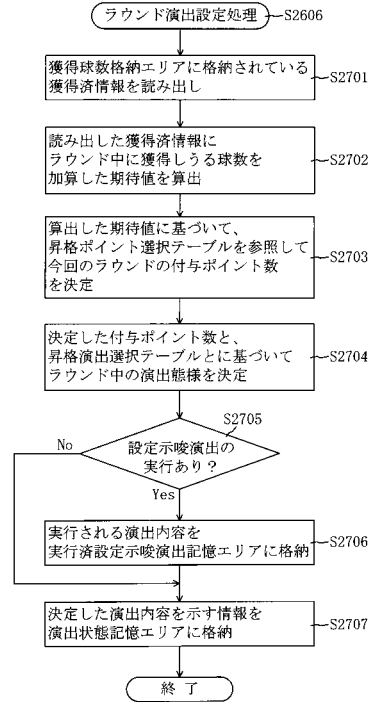 ラウンド演出設定処理
S2606
獲得球数格納エリアに格納されている
獲得済情報を読み出し
S2701
読み出した獲得済情報に
ラウンド中に獲得しうる球数を
加算した期待値を算出
S2702
算出した期待値に基づいて、
昇格ポイント選択テーブルを参照して
今回のラウンドの付与ポイント数
を決定
S2703
決定した付与ポイント数と、
昇格演出選択テーブルとに基づいて
ラウンド中の演出態様を決定
S2704
S2705
設定示唆演出の
実行あり？
No
Yes
実行される演出内容を
実行済設定示唆演出記憶エリアに格納
S2706
決定した演出内容を示す情報を
演出状態記憶エリアに格納
S2707
終了